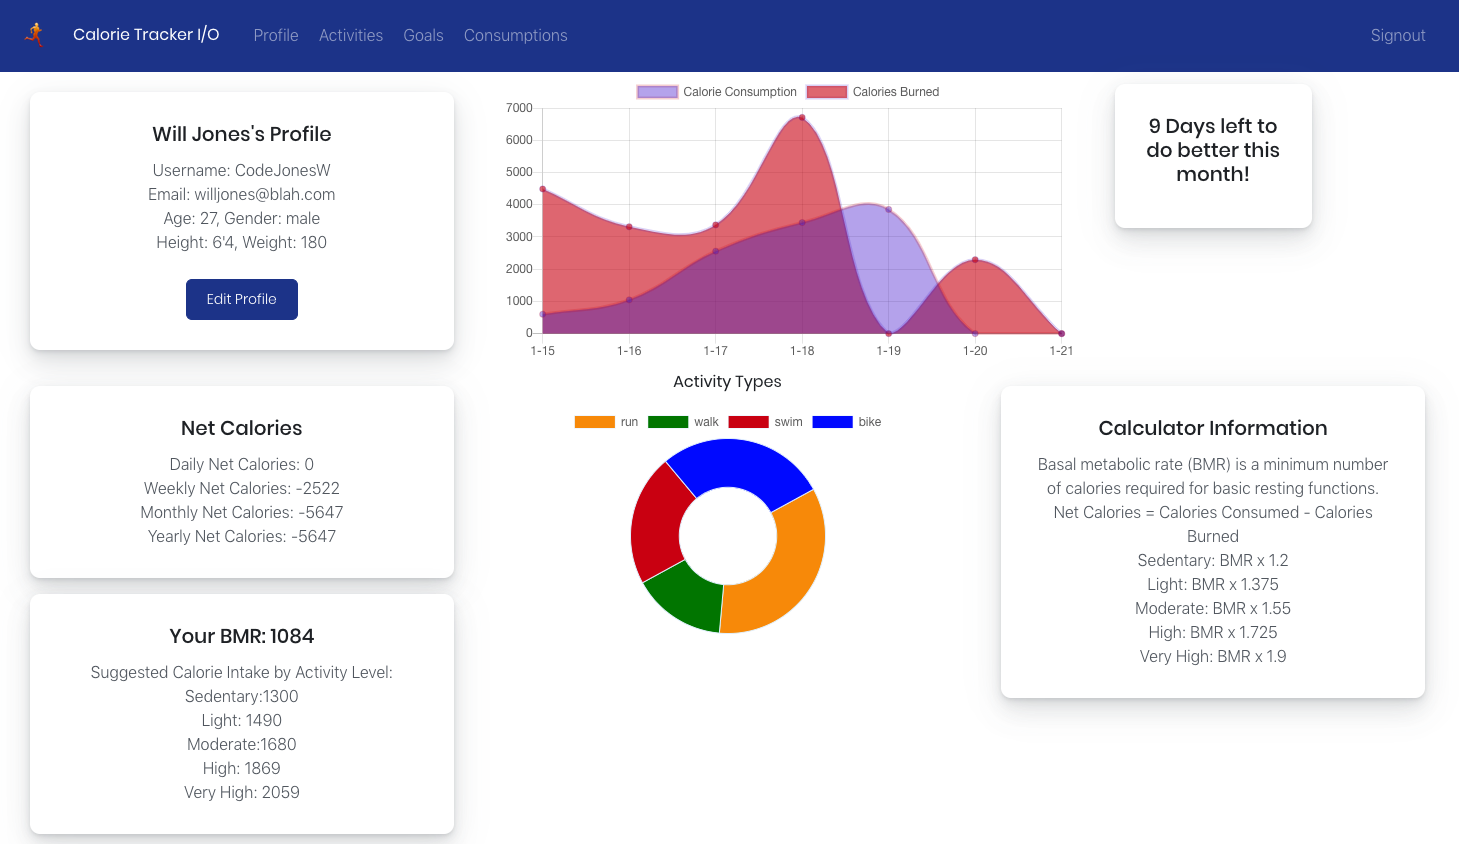 Calorie Tracker I/O
Profile
Activities
Goals
Consumptions
Signout
Will Jones's Profile
Username: CodeJonesW
Email: willjones@blah.com
Age: 27, Gender: male
Height: 6'4, Weight: 180
Edit Profile
Calorie Consumption
Calories Burned
7000
6000
5000
4000
3000
2000
1000
0
1-15
1-16
1-17
1-18
1-19
1-20
1-21
9 Days left to
do better this
month!
Net Calories
Daily Net Calories: 0
Weekly Net Calories: -2522
Monthly Net Calories: -5647
Yearly Net Calories: -5647
Activity Types
run
walk
swim
bike
Calculator Information
Basal metabolic rate (BMR) is a minimum number
of calories required for basic resting functions.
Net Calories = Calories Consumed - Calories
Burned
Sedentary: BMR x 1.2
Light: BMR x 1.375
Moderate: BMR x 1.55
High: BMR x 1.725
Very High: BMR x 1.9
Your BMR: 1084
Suggested Calorie Intake by Activity Level:
Sedentary:1300
Light: 1490
Moderate:1680
High: 1869
Very High: 2059